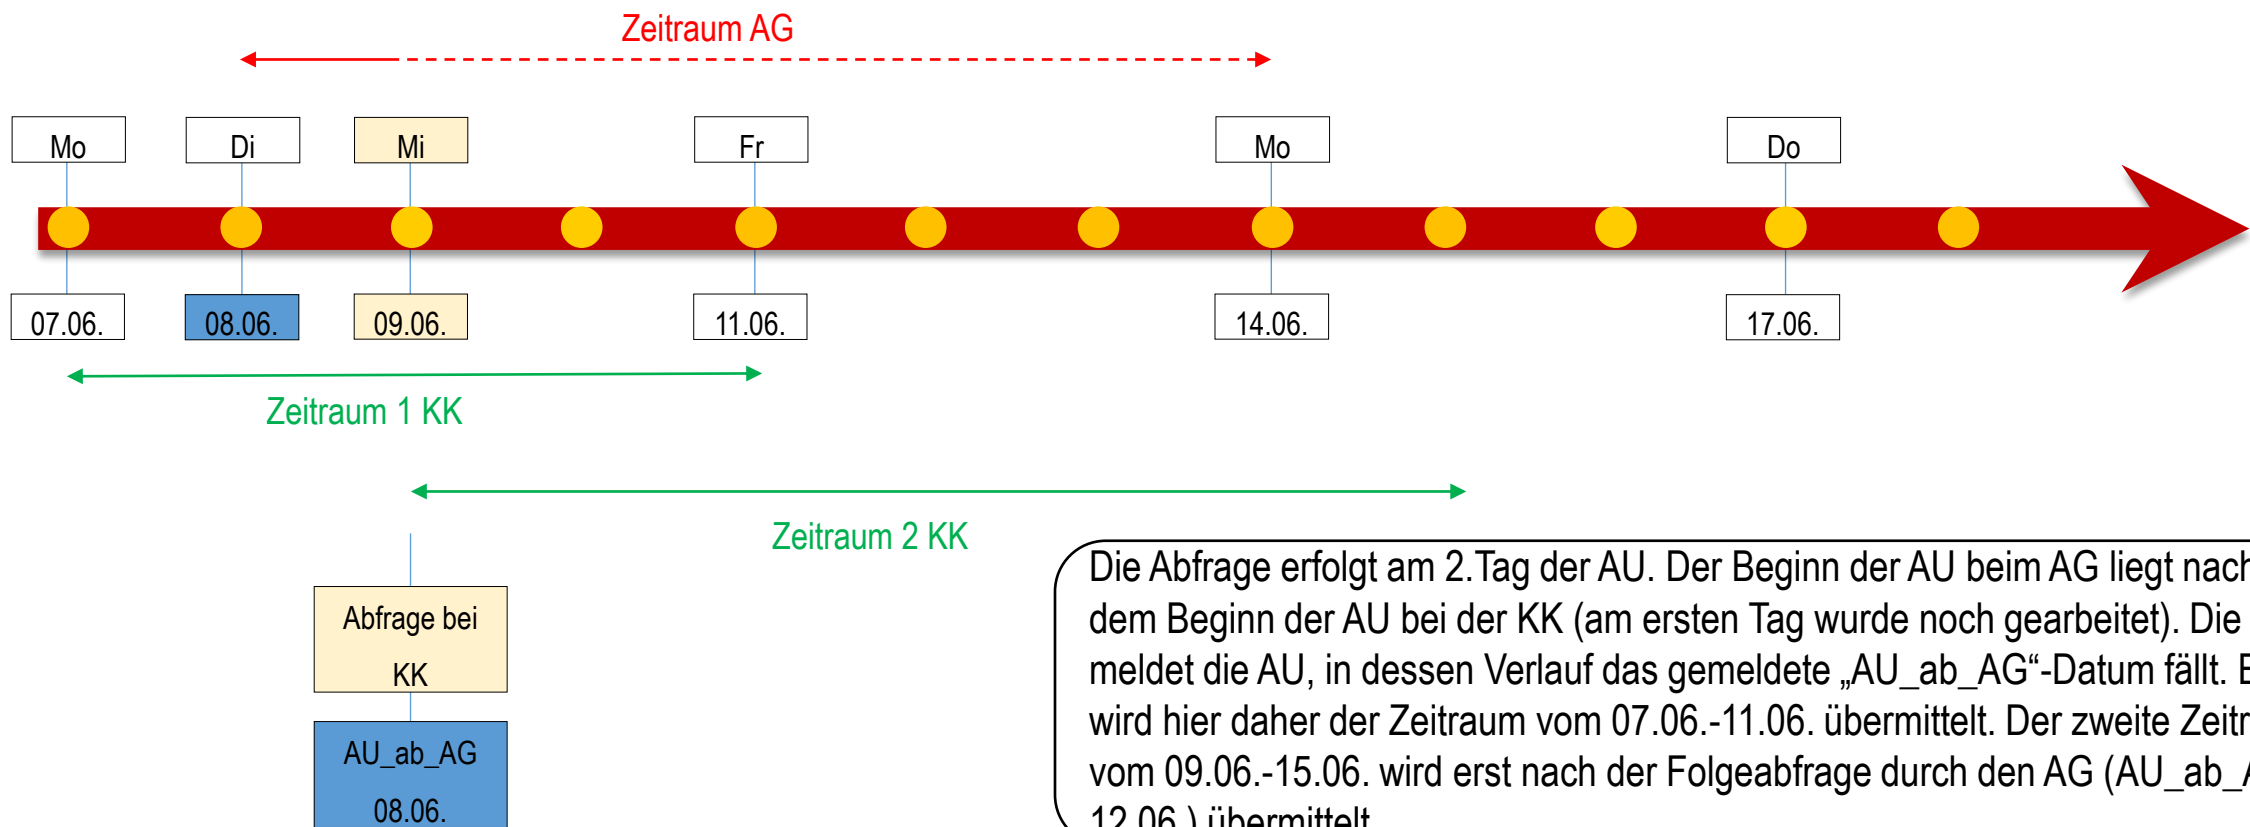 Zeitraum AG
Mo Di Mi Fr Mo Do
07.06. 08.06. 09.06. 11.06. 14.06. 17.06.
Zeitraum 1 KK
Zeitraum 2 KK
Abfrage bei
KK
AU_ab_AG
08.06.
Die Abfrage erfolgt am 2.Tag der AU. Der Beginn der AU beim AG liegt nach
dem Beginn der AU bei der KK (am ersten Tag wurde noch gearbeitet). Die
meldet die AU, in dessen Verlauf das gemeldete „AU_ab_AG“-Datum fällt.
wird hier daher der Zeitraum vom 07.06.-11.06. übermittelt. Der zweite
vom 09.06.-15.06. wird erst nach der Folgeabfrage durch den AG
12.06.) übermittelt